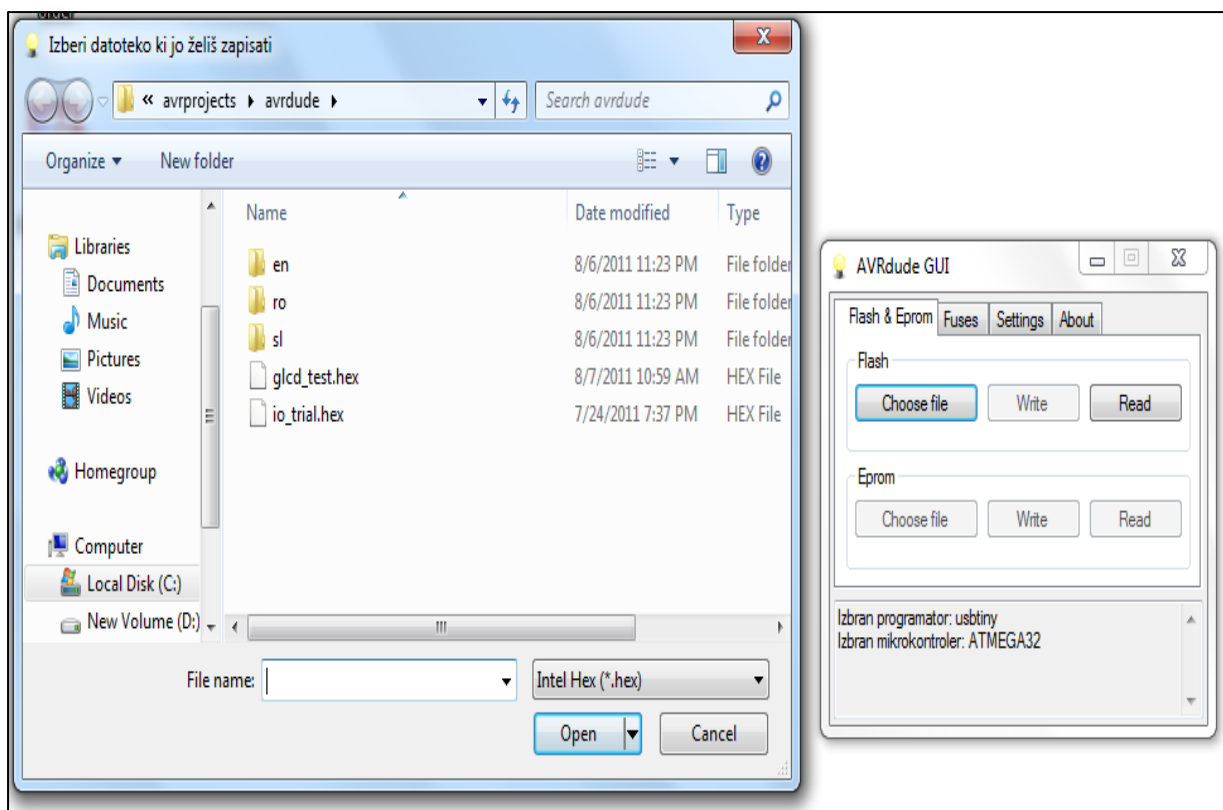 Izberi datoteko ki jo želiš zapisati
« avrprojects avrdude
Search avrdude
Organize New folder
Name Date modified Type
Libraries
Documents
Music
Pictures
Videos
Homegroup
Computer
Local Disk (C:)
New Volume (D:)
en 8/6/2011 11:23 PM File folder
ro 8/6/2011 11:23 PM File folder
sl 8/6/2011 11:23 PM File folder
glcd_test.hex 8/7/2011 10:59 AM HEX File
io_trial.hex 7/24/2011 7:37 PM HEX File
File name: Intel Hex (*.hex)
Open Cancel
AVRdude GUI
Flash & Eprom Fuses Settings About
Flash
Choose file Write Read
Eprom
Choose file Write Read
Izbran programator: usbtiny
Izbran mikrokontroler: ATMEGA32